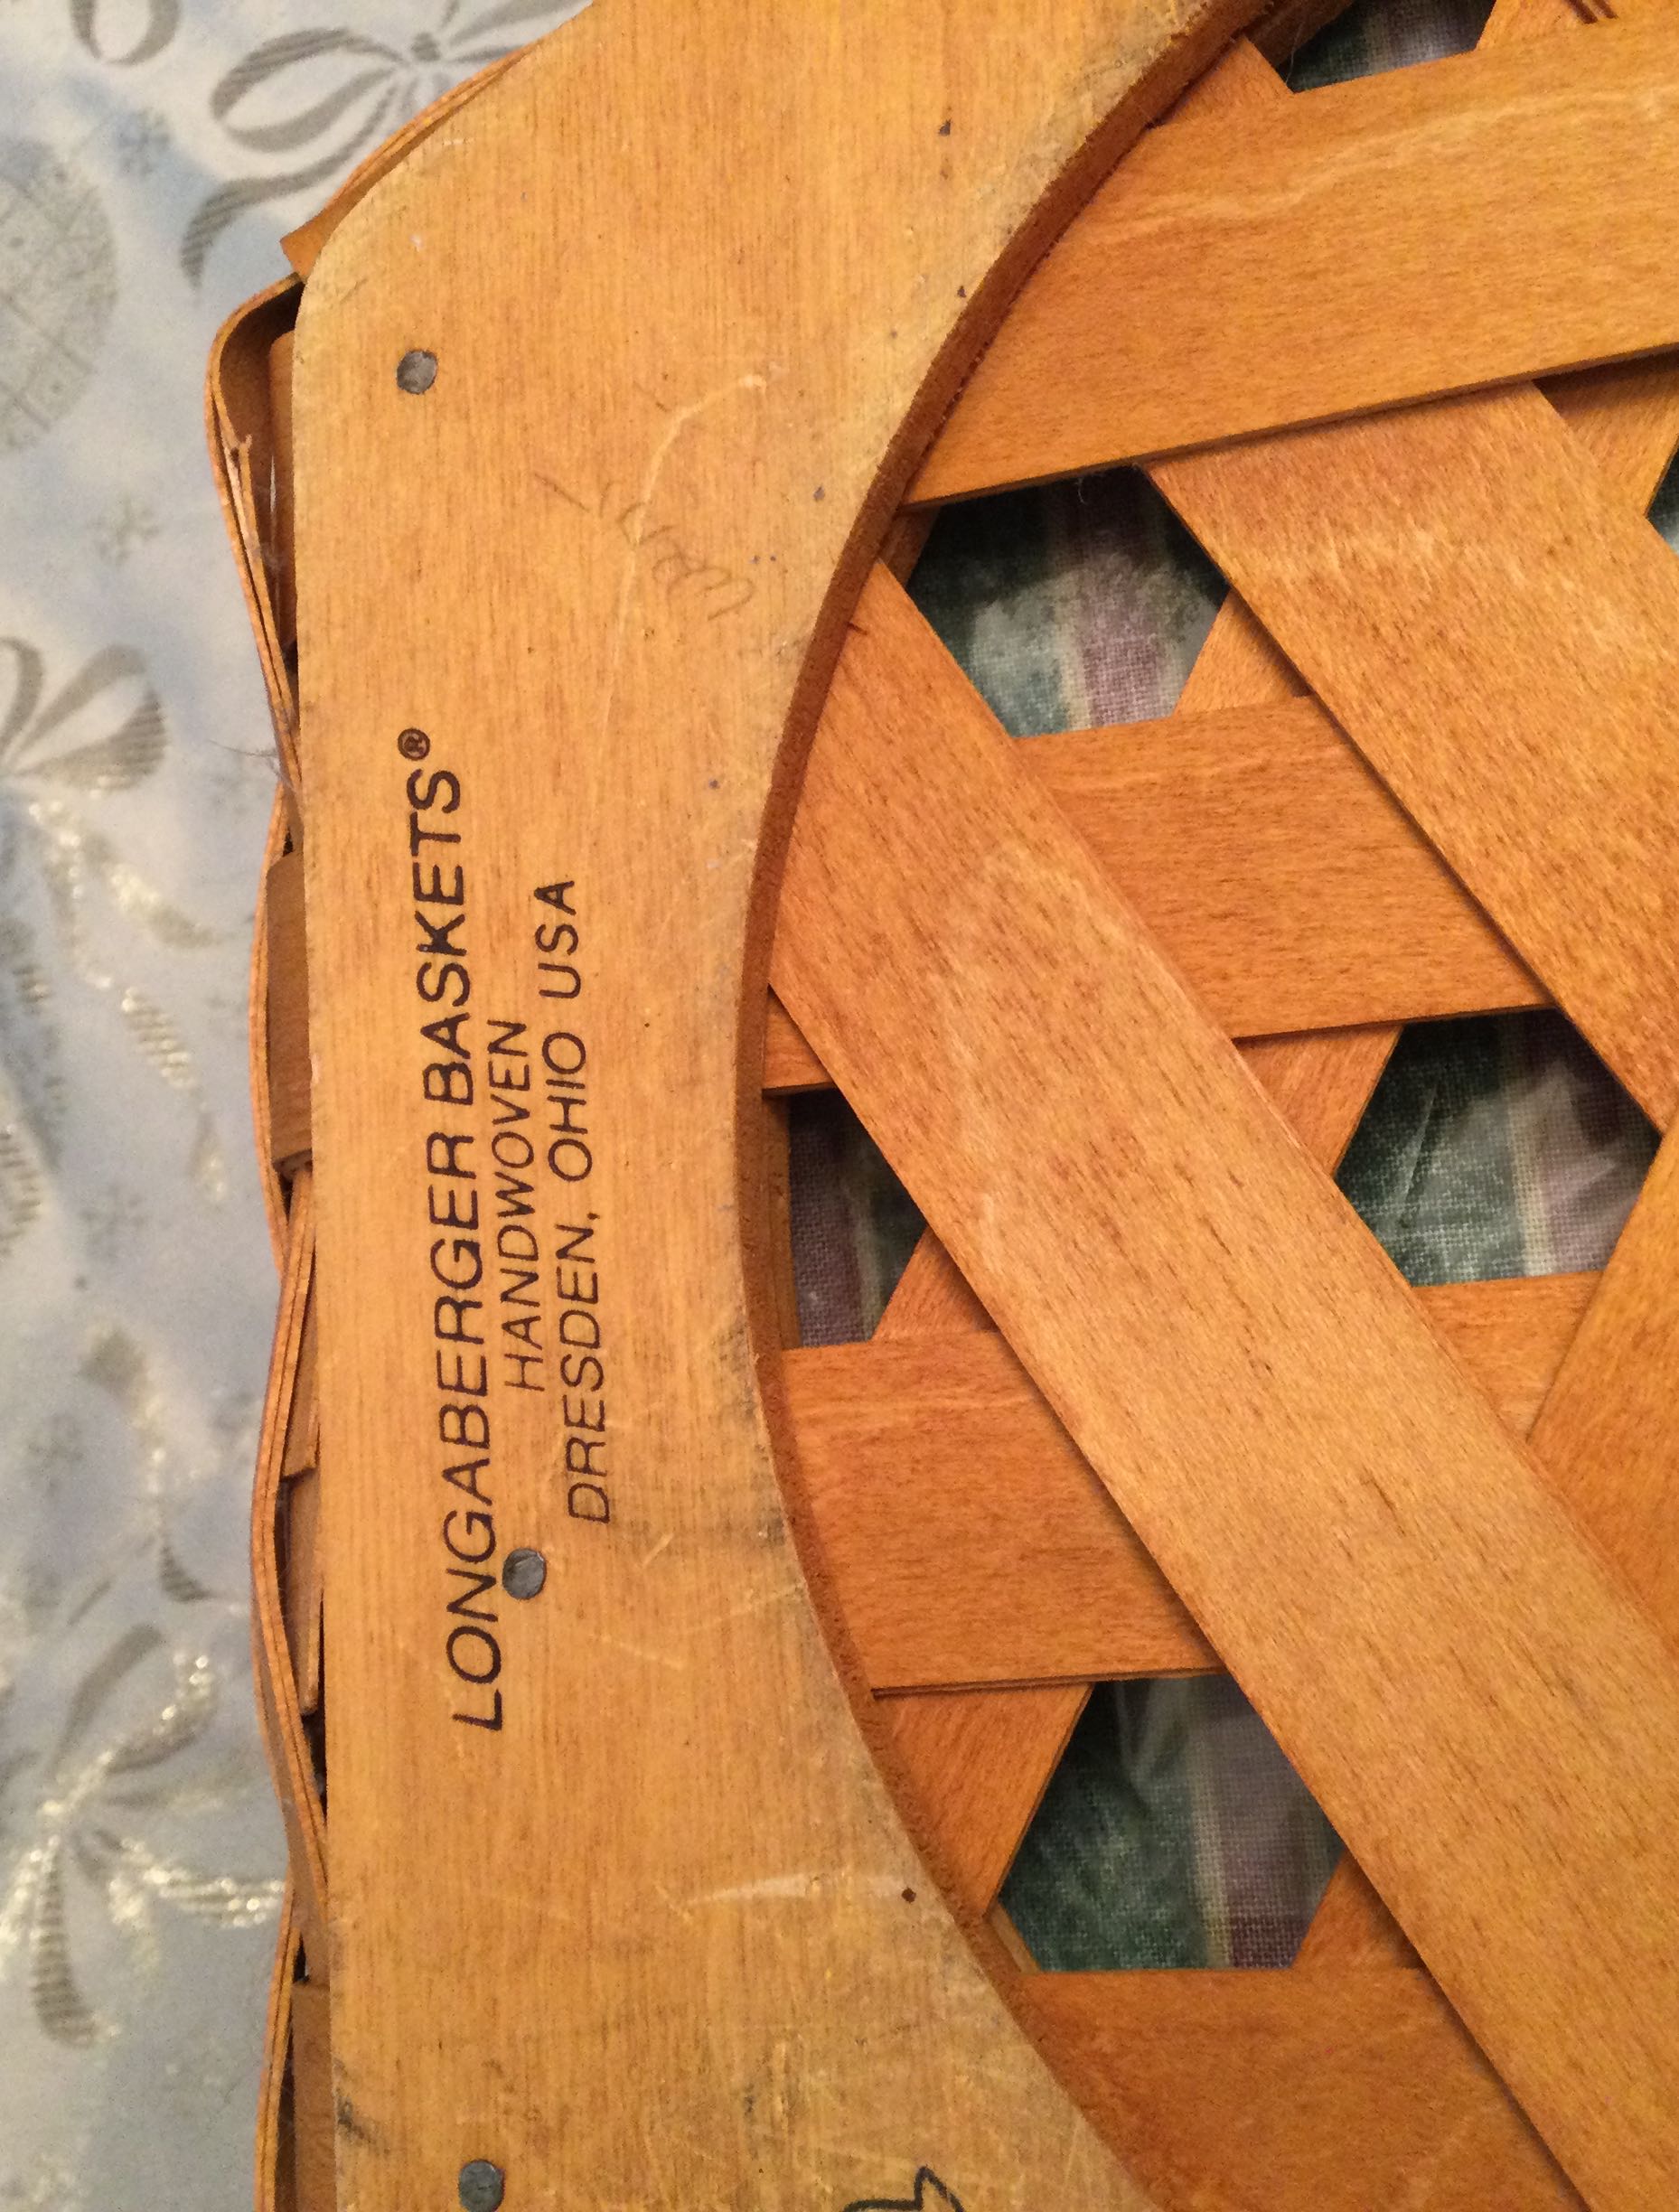 LONGABERGER BASKETS®
HANDWOVEN
DRESDEN, OHIO USA